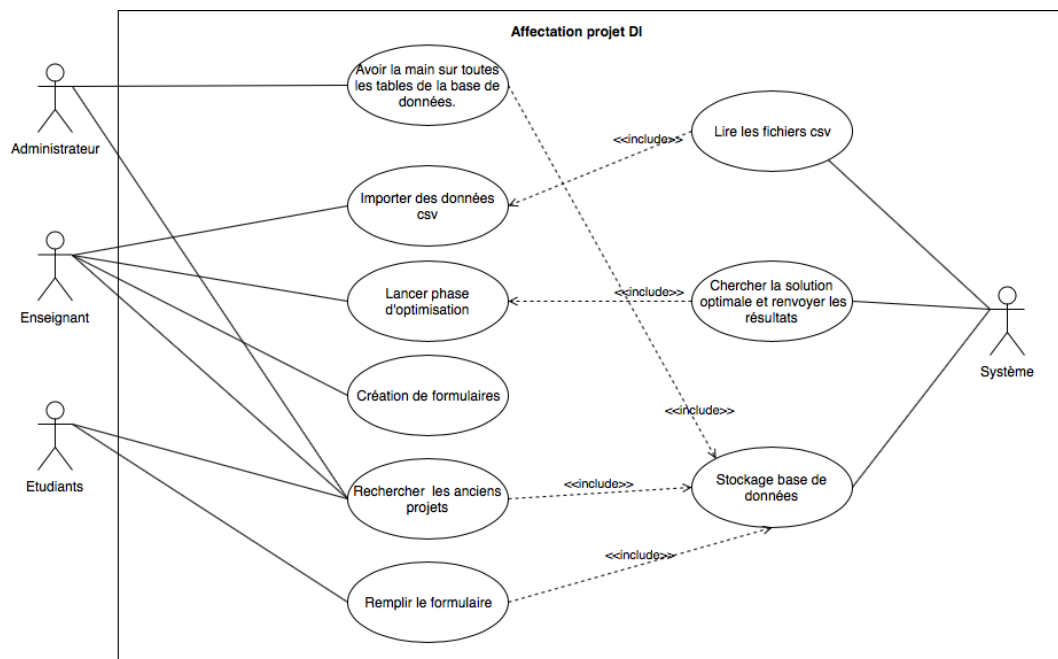 Affectation projet DI
Avoir la main sur toutes
les tables de la base de
données.
Administrateur
Lire les fichiers csv
<<include>>
Importer des données
csv
Enseignant
Lancer phase
d'optimisation
<<include>>
Chercher la solution
optimale et renvoyer les
résultats
Système
Création de formulaires
<<include>>
Etudiants
Rechercher les anciens
projets
<<include>>
Stockage base de
données
<<include>>
Remplir le formulaire